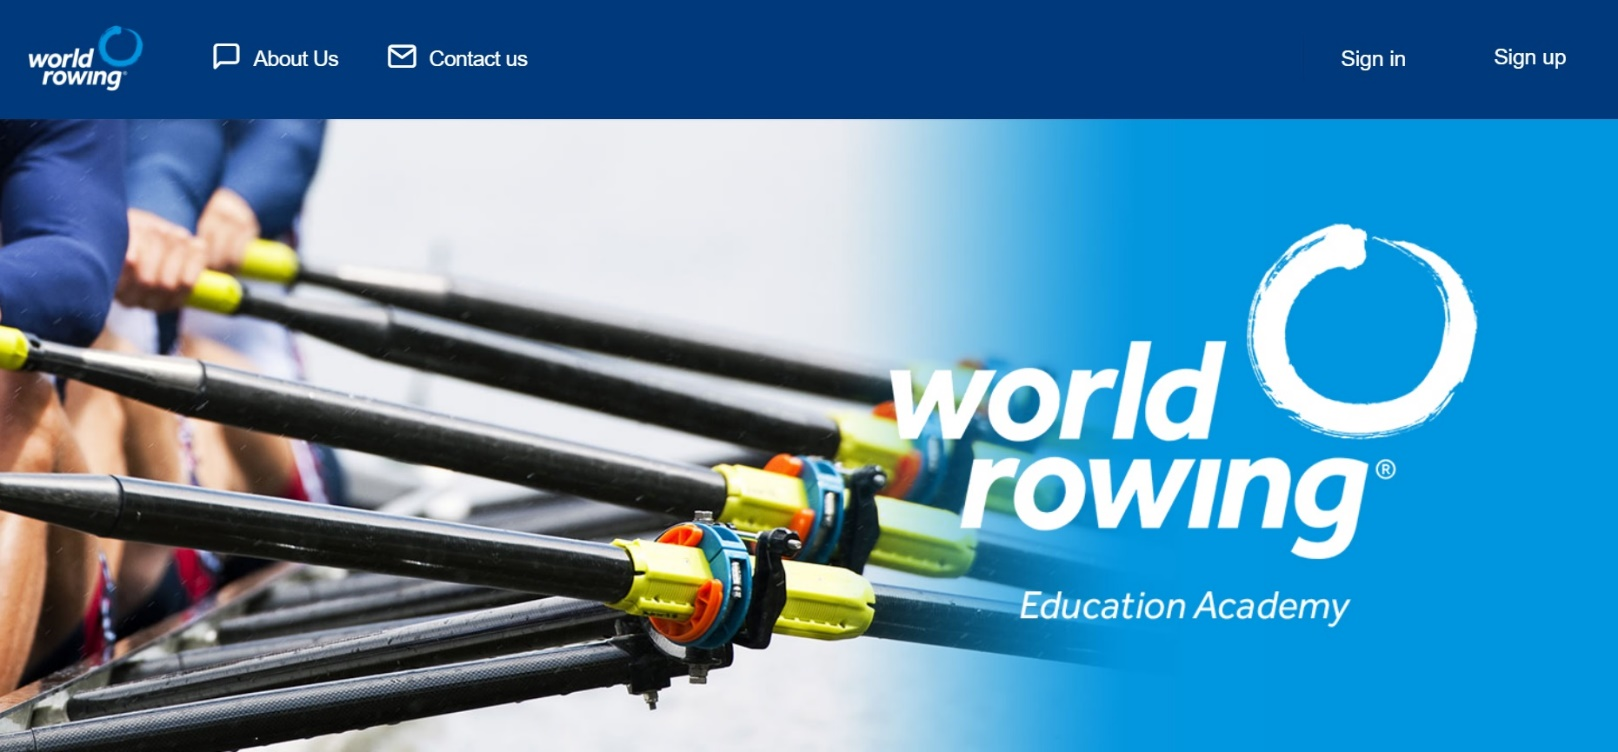 world
rowing®
About Us
Contact us
Sign in
Sign up
world
rowing®
Education Academy